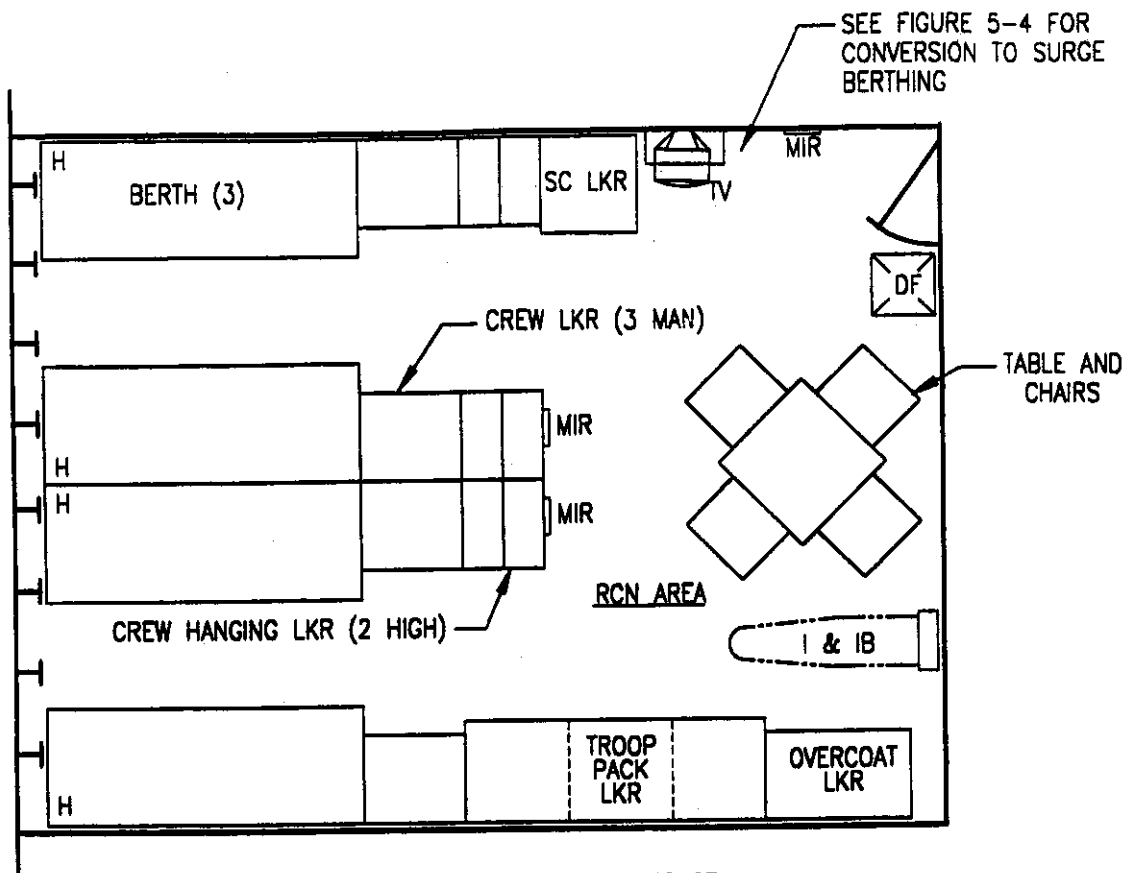 SEE FIGURE 5-4 FOR
CONVERSION TO SURGE
BERTHING
H
BERTH (3)
SC LKR
TV
MIR
DF
CREW LKR (3 MAN)
TABLE AND
CHAIRS
MIR
H
H
MIR
RCN AREA
CREW HANGING LKR (2 HIGH)
I & IB
TROOP
PACK
LKR
OVERCOAT
LKR
H